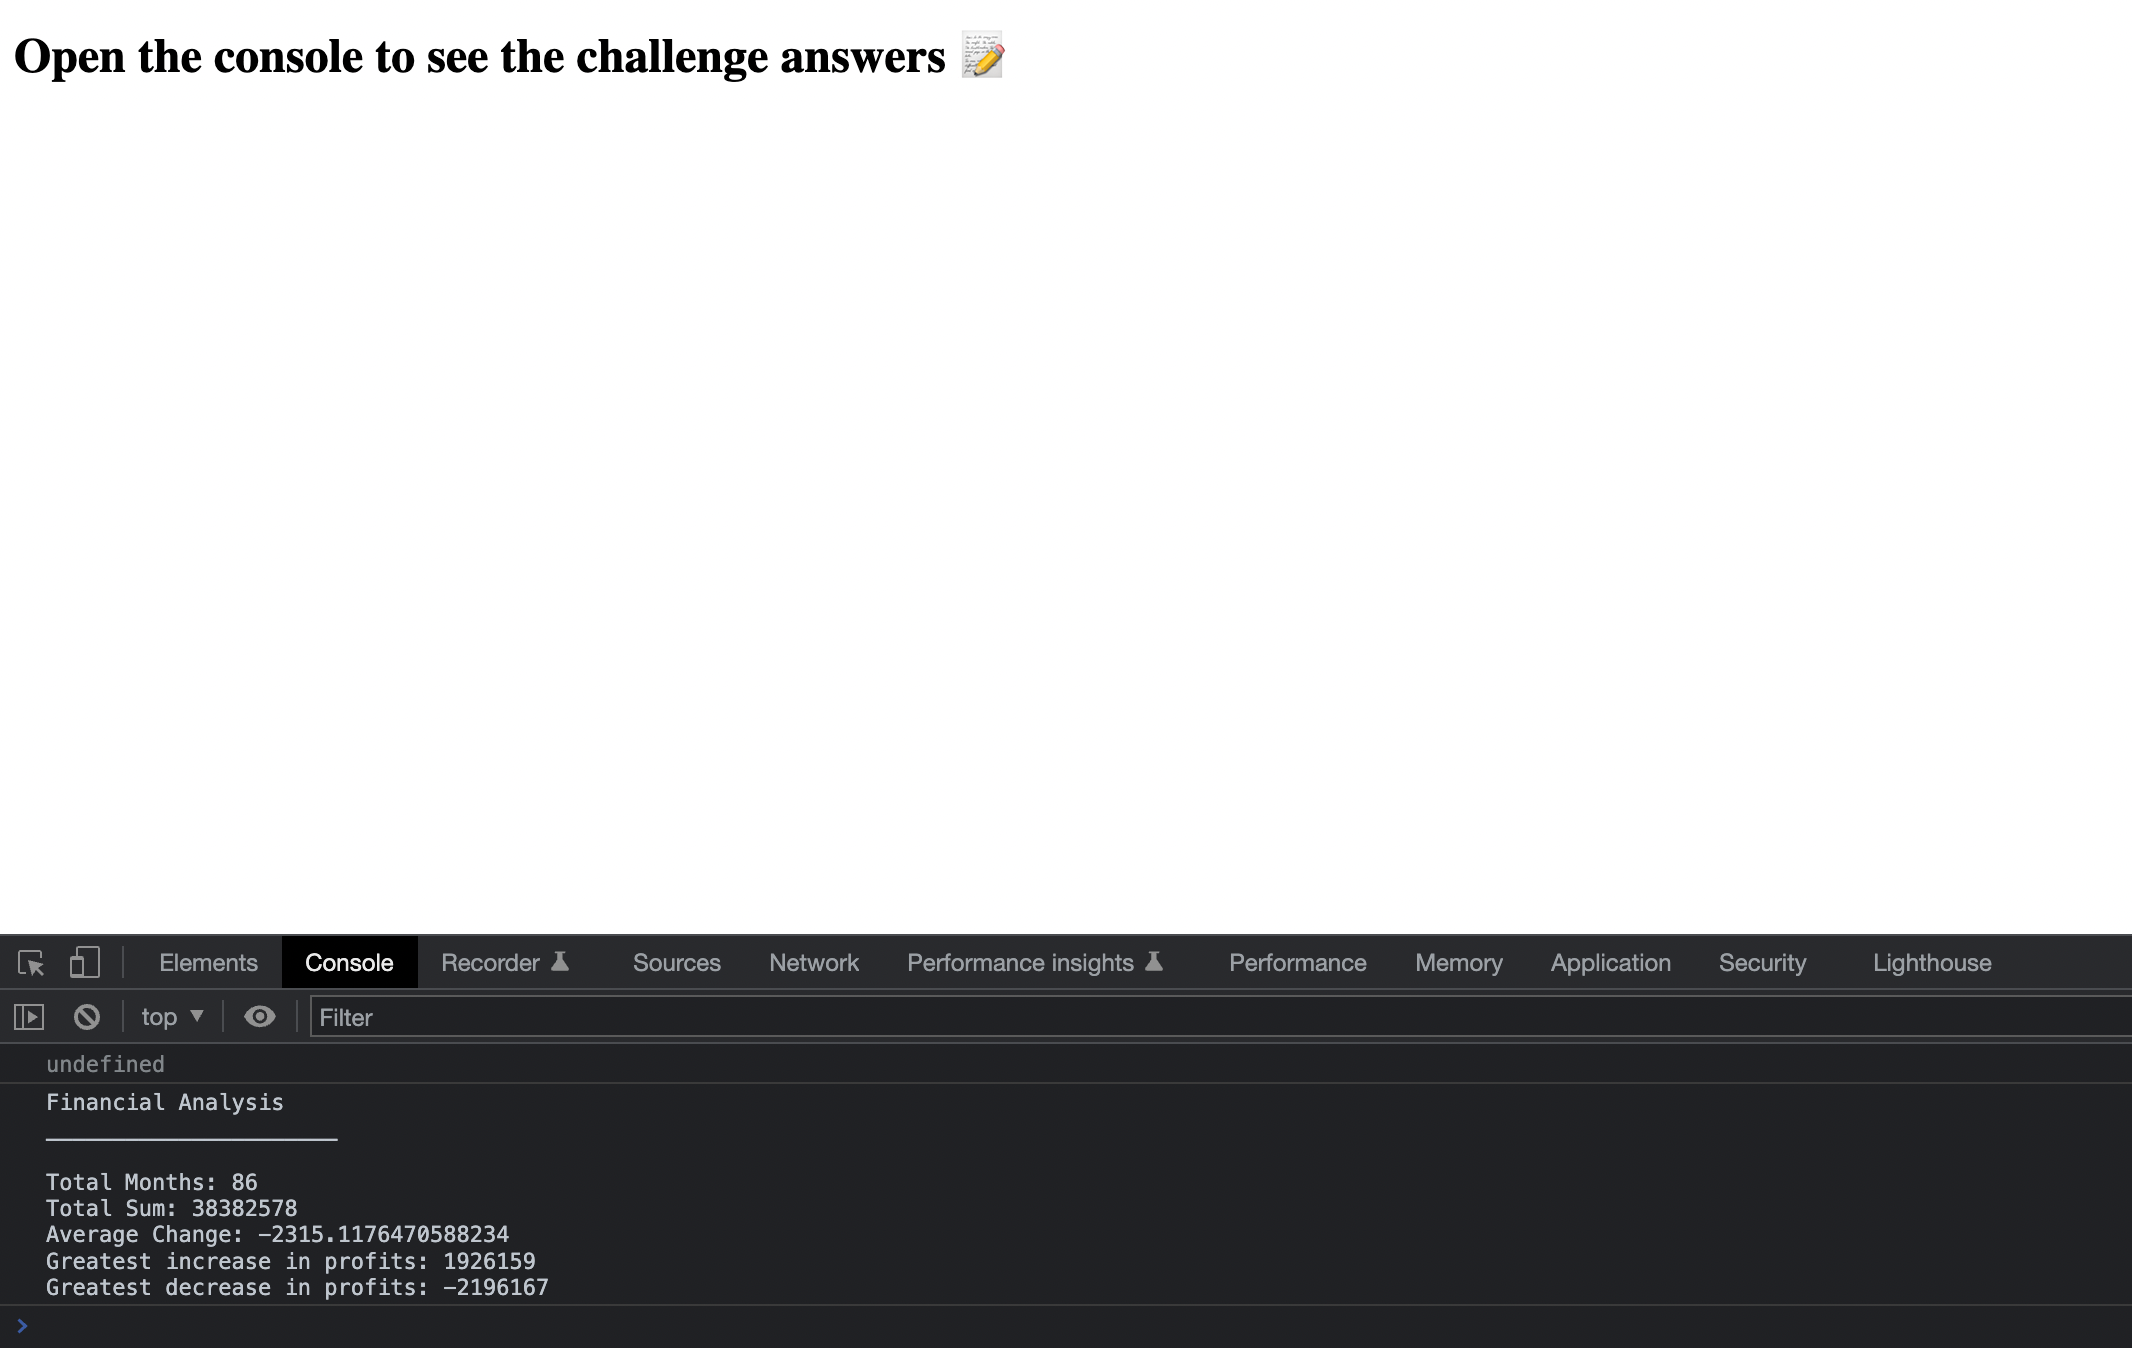 Open the console to see the challenge answers
Elements Console Recorder Sources Network Performance insights Performance Memory Application Security Lighthouse
top Filter
undefined
Financial Analysis
______________________
Total Months: 86
Total Sum: 38382578
Average Change: -2315.1176470588234
Greatest increase in profits: 1926159
Greatest decrease in profits: -2196167
>